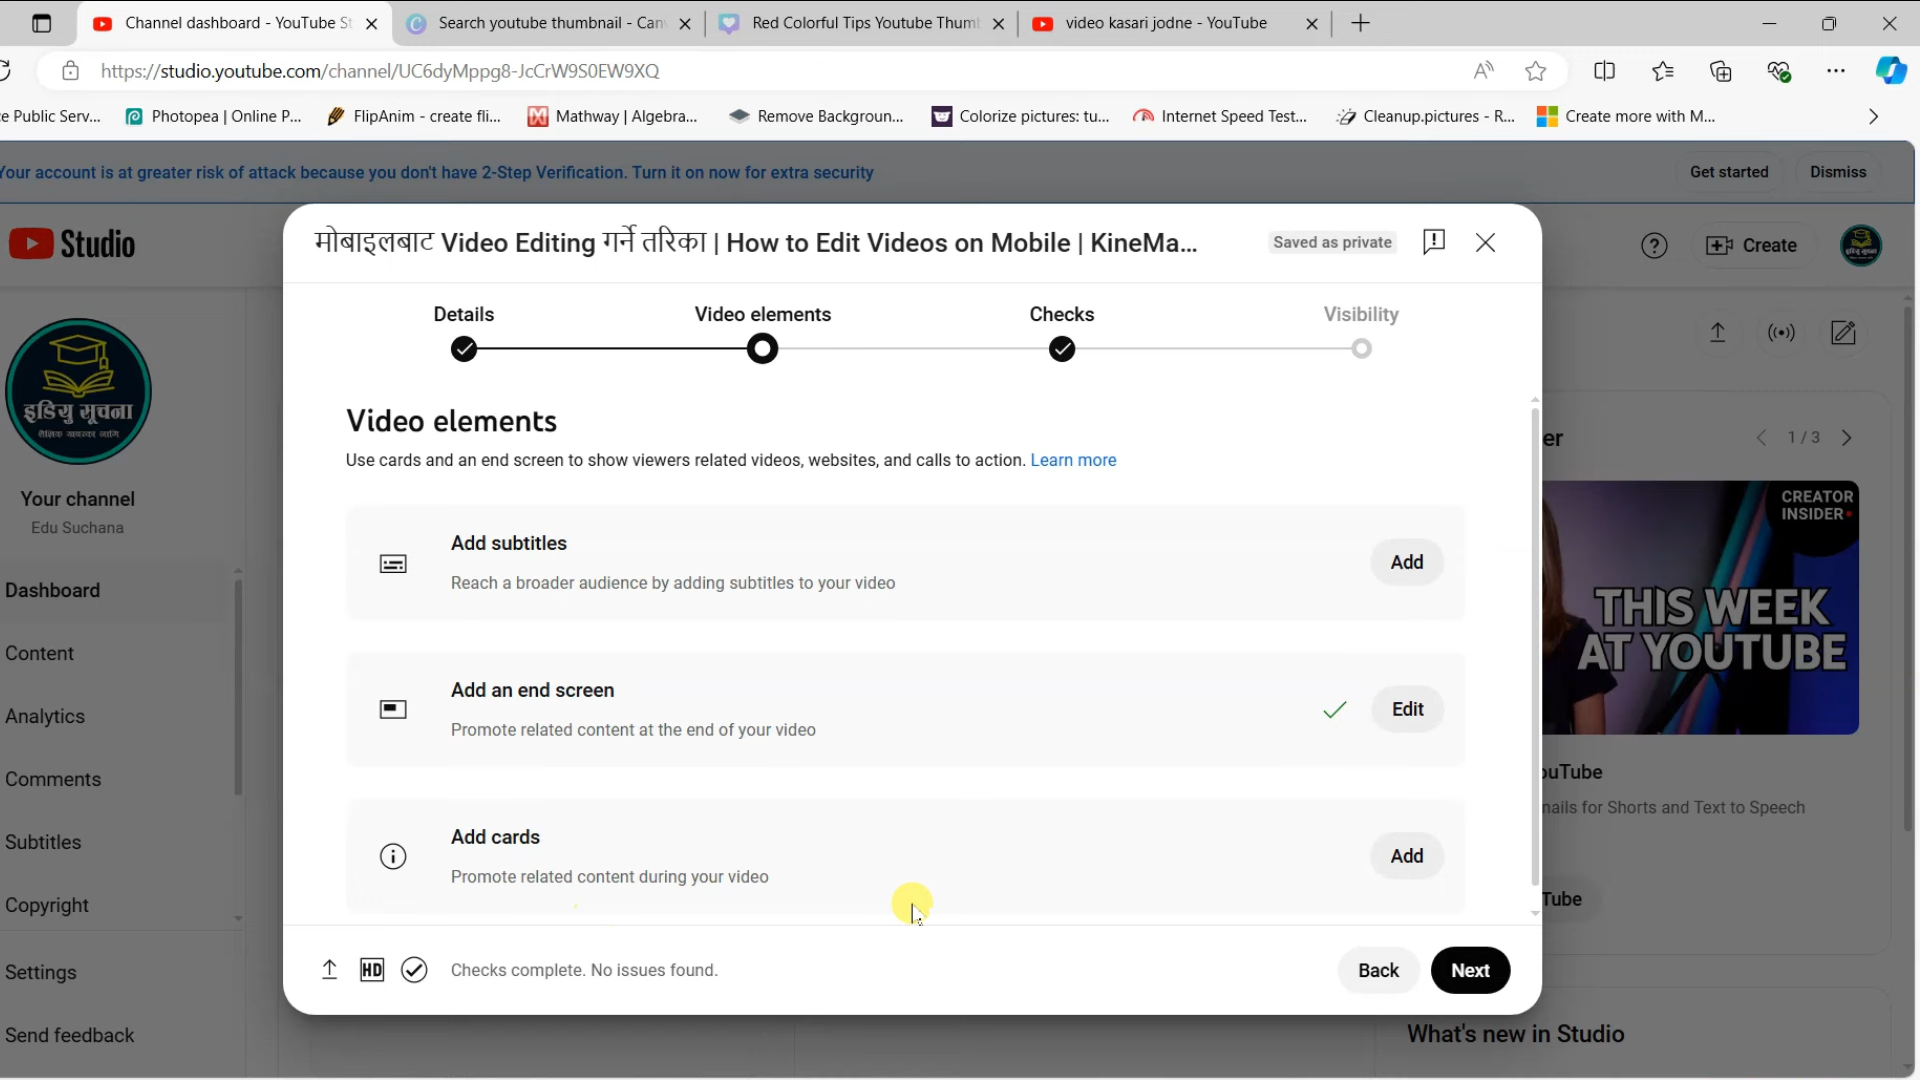 Channel dashboard - YouTube St
Search youtube thumbnail - Can
Red Colorful Tips Youtube Thum
video kasari jodne - YouTube
https://studio.youtube.com/channel/UC6dyMppg8-JcCrW9S0EW9XQ
e Public Serv...
Photopea | Online P...
FlipAnim - create fli...
Mathway | Algebra...
Remove Backgroun...
Colorize pictures: tu...
Internet Speed Test...
Cleanup.pictures - R...
Create more with M...
Your account is at greater risk of attack because you don't have 2-Step Verification. Turn it on now for extra security
Get started
Dismiss
Studio
Create
मोबाइलबाट Video Editing गर्ने तरिका | How to Edit Videos on Mobile | KineMa...
Saved as private
Details
Video elements
Checks
Visibility
Video elements
Use cards and an end screen to show viewers related videos, websites, and calls to action. Learn more
Add subtitles
Reach a broader audience by adding subtitles to your video
Add
Add an end screen
Promote related content at the end of your video
Edit
Add cards
Promote related content during your video
Add
HD
Checks complete. No issues found.
Back
Next
इडियु सूचना
Your channel
Edu Suchana
Dashboard
Content
Analytics
Comments
Subtitles
Copyright
Settings
Send feedback
er
1 / 3
CREATOR
INSIDER
THIS WEEK
AT YOUTUBE
ouTube
nails for Shorts and Text to Speech
Tube
What's new in Studio